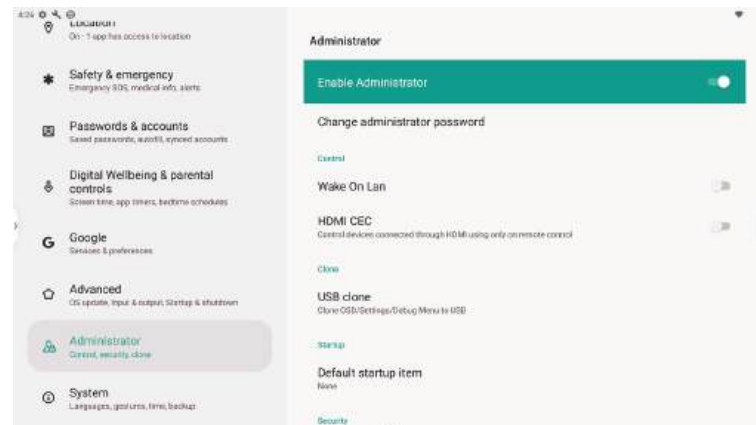 4:26
Location
On - 1 app has access to location
Safety & emergency
Emergency SOS, medical info, alerts
Passwords & accounts
Saved passwords, autofill, synced accounts
Digital Wellbeing & parental
controls
Screen time, app timers, bedtime schedules
Google
Services & preferences
Advanced
OS update, Input & output, Startup & shutdown
Administrator
Control, security, clone
System
Languages, gestures, time, backup
Administrator
Enable Administrator
Change administrator password
Control
Wake On Lan
HDMI CEC
Control devices connected through HDMI using only on remote control
Clone
USB clone
Clone OSD/Settings/Debug Menu to USB
Startup
Default startup item
None
Security